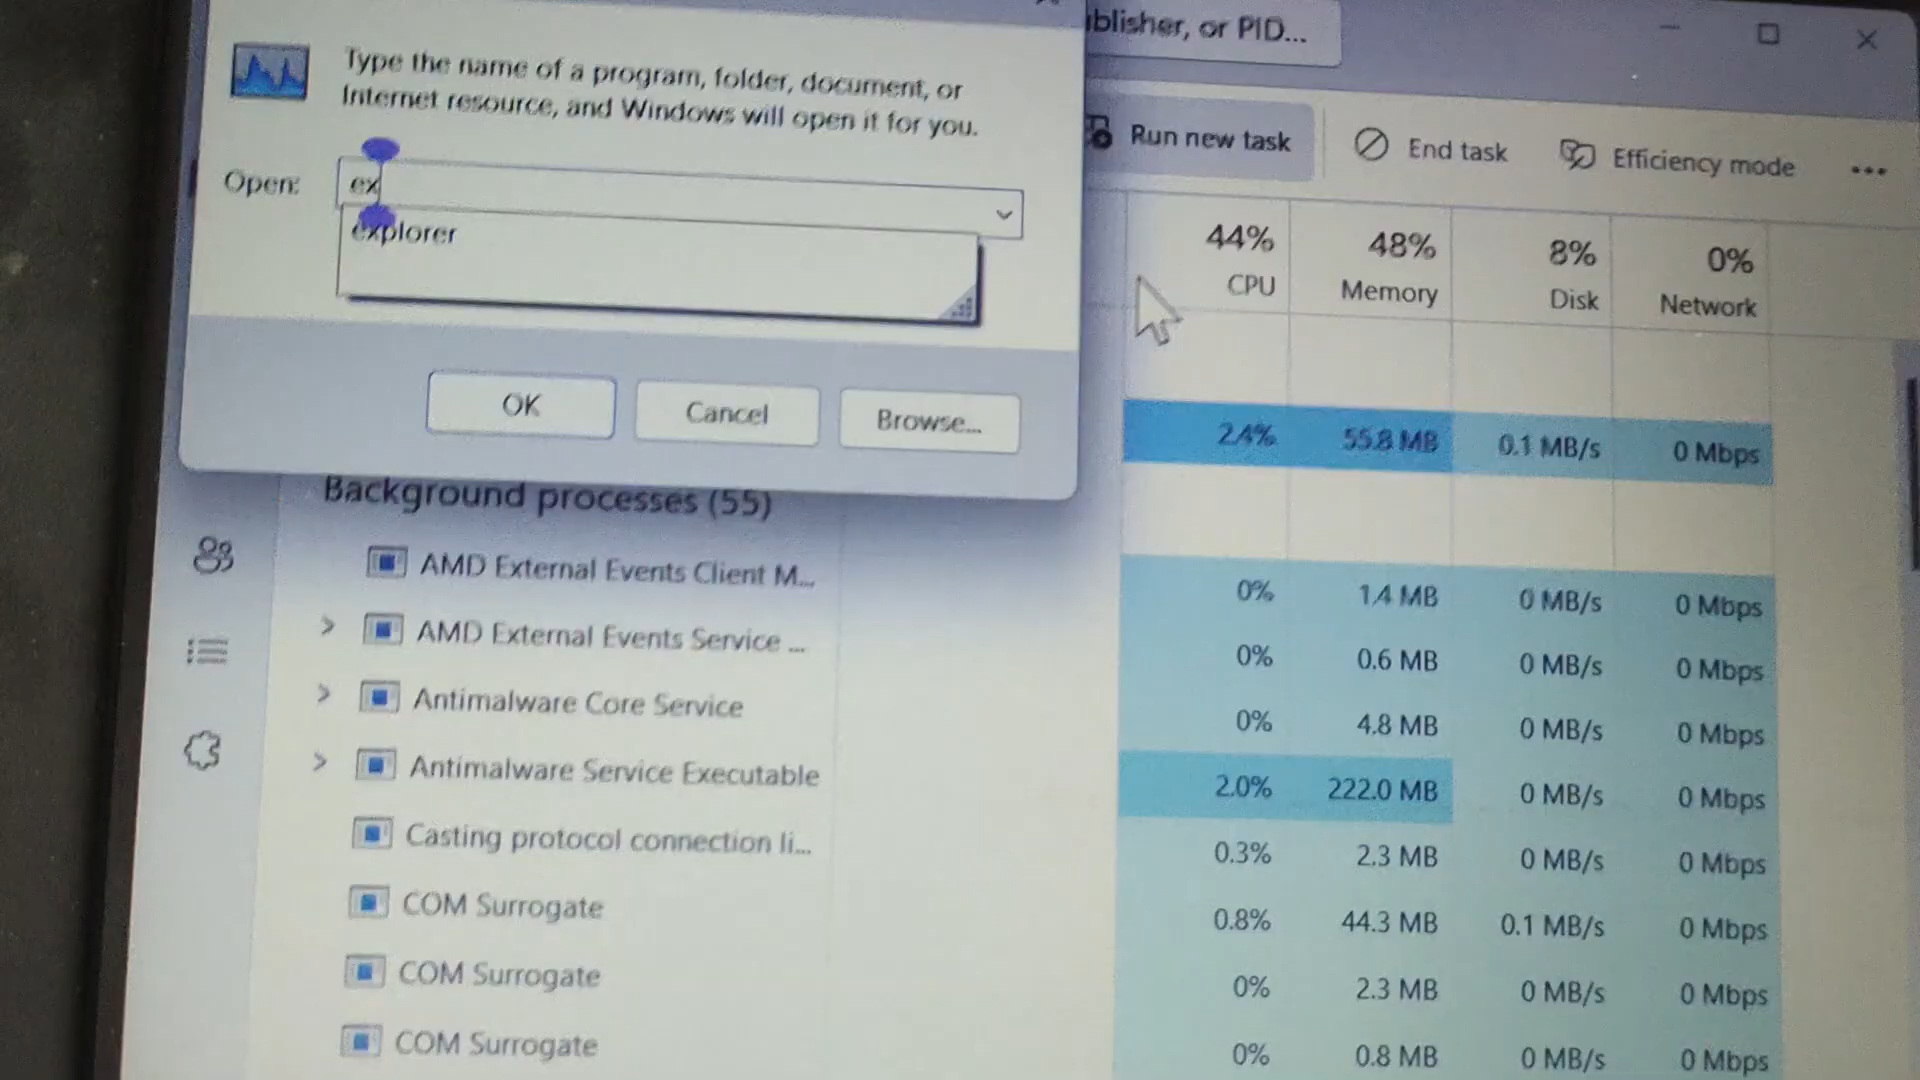 blisher, or PID...
Type the name of a program, folder, document, or
Internet resource, and Windows will open it for you.
Open:
ex
explorer
OK
Cancel
Browse...
Run new task
End task
Efficiency mode
...
44%
48%
8%
0%
CPU
Memory
Disk
Network
2.4%
55.8 MB
0.1 MB/s
0 Mbps
Background processes (55)
AMD External Events Client M...
0%
1.4 MB
0 MB/s
0 Mbps
AMD External Events Service ...
0%
0.6 MB
0 MB/s
0 Mbps
Antimalware Core Service
0%
4.8 MB
0 MB/s
0 Mbps
Antimalware Service Executable
2.0%
222.0 MB
0 MB/s
0 Mbps
Casting protocol connection li...
0.3%
2.3 MB
0 MB/s
0 Mbps
COM Surrogate
0.8%
44.3 MB
0.1 MB/s
0 Mbps
COM Surrogate
0%
2.3 MB
0 MB/s
0 Mbps
COM Surrogate
0%
0.8 MB
0 MB/s
0 Mbps